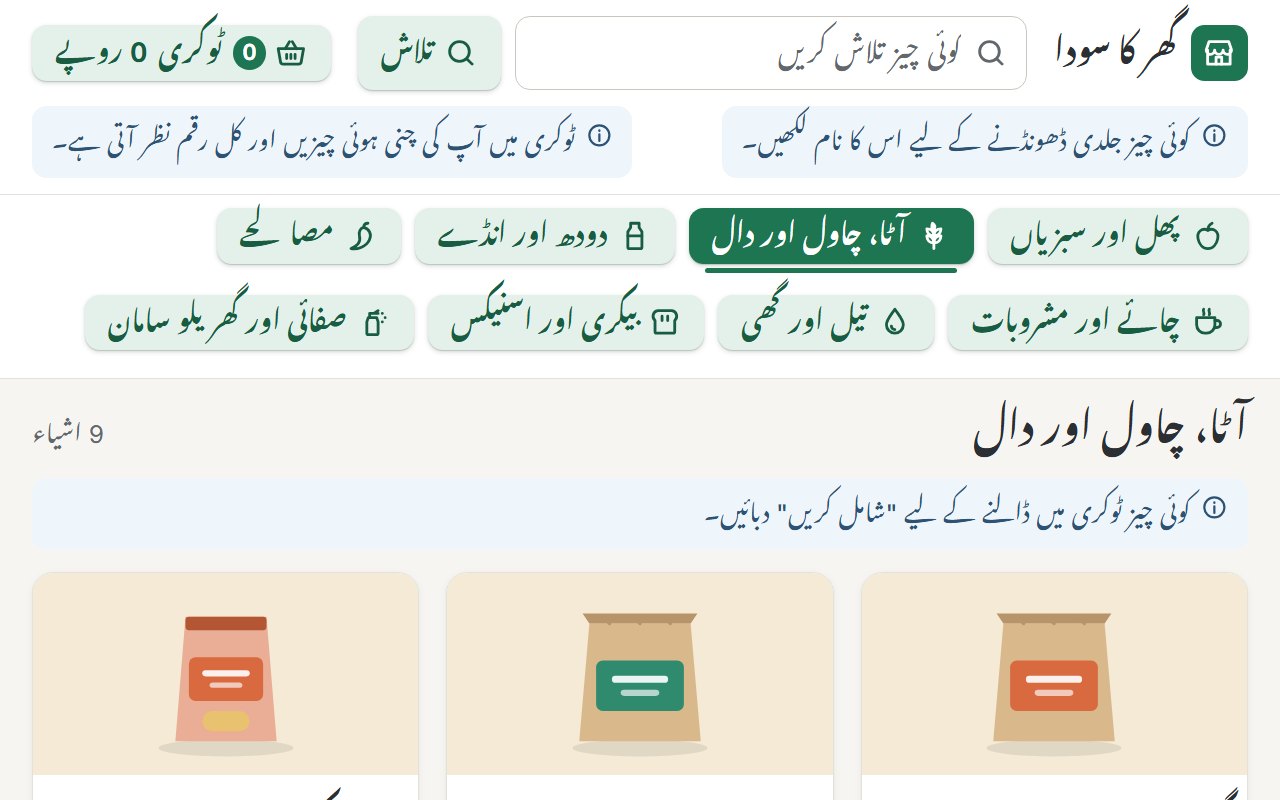 گھر کا سودا
کوئی چیز تلاش کریں
تلاش
0 ٹوکری 0 روپے
کوئی چیز جلدی ڈھونڈنے کے لیے اس کا نام لکھیں۔
ٹوکری میں آپ کی چنی ہوئی چیزیں اور کل رقم نظر آتی ہے۔
پھل اور سبزیاں
آٹا، چاول اور دال
دودھ اور انڈے
مصالحے
چائے اور مشروبات
تیل اور گھی
بیکری اور اسنیکس
صفائی اور گھریلو سامان
آٹا، چاول اور دال
9 اشیاء
کوئی چیز ٹوکری میں ڈالنے کے لیے "شامل کریں" دبائیں۔